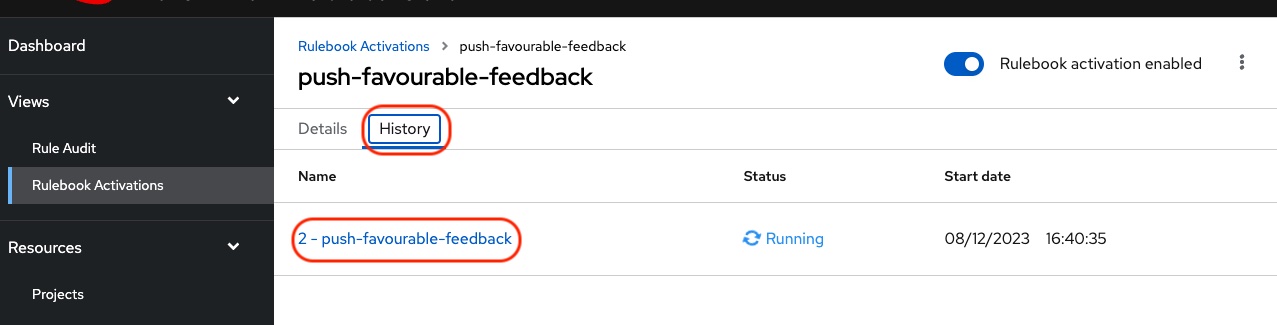 Dashboard
Views
Rule Audit
Rulebook Activations
Resources
Projects
Rulebook Activations > push-favourable-feedback
push-favourable-feedback
Rulebook activation enabled
Details History
Name Status Start date
2 - push-favourable-feedback Running 08/12/2023 16:40:35